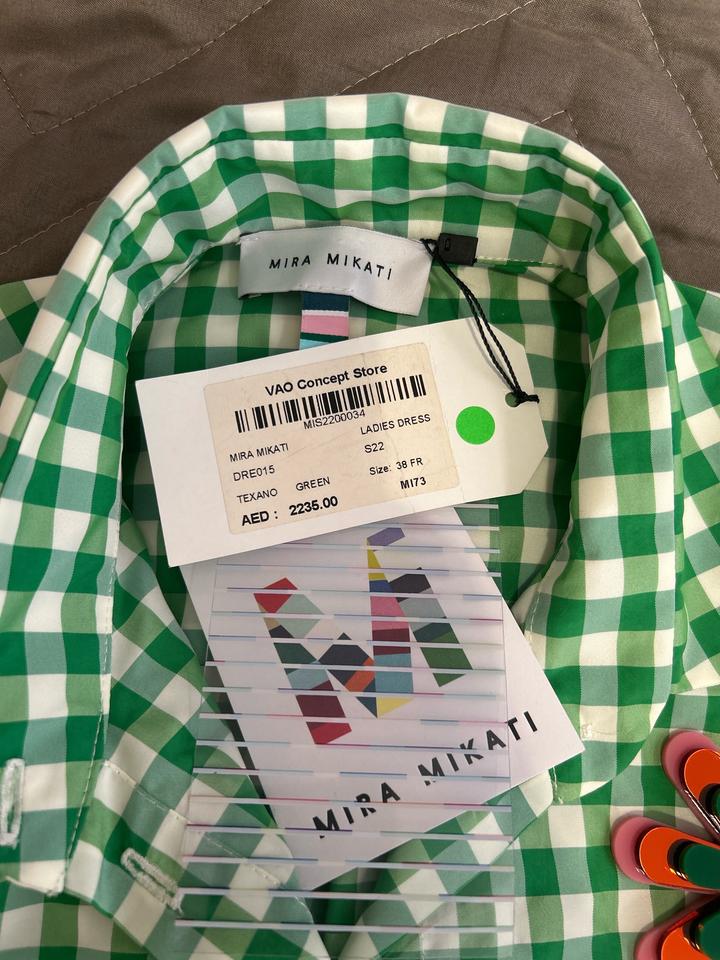 MIRA MIKATI
VAO Concept Store
MIS2200034
MIRA MIKATI LADIES DRESS
DRE015 S22
TEXANO GREEN Size: 38 FR
AED : 2235.00 MI73
MIRA MIKATI